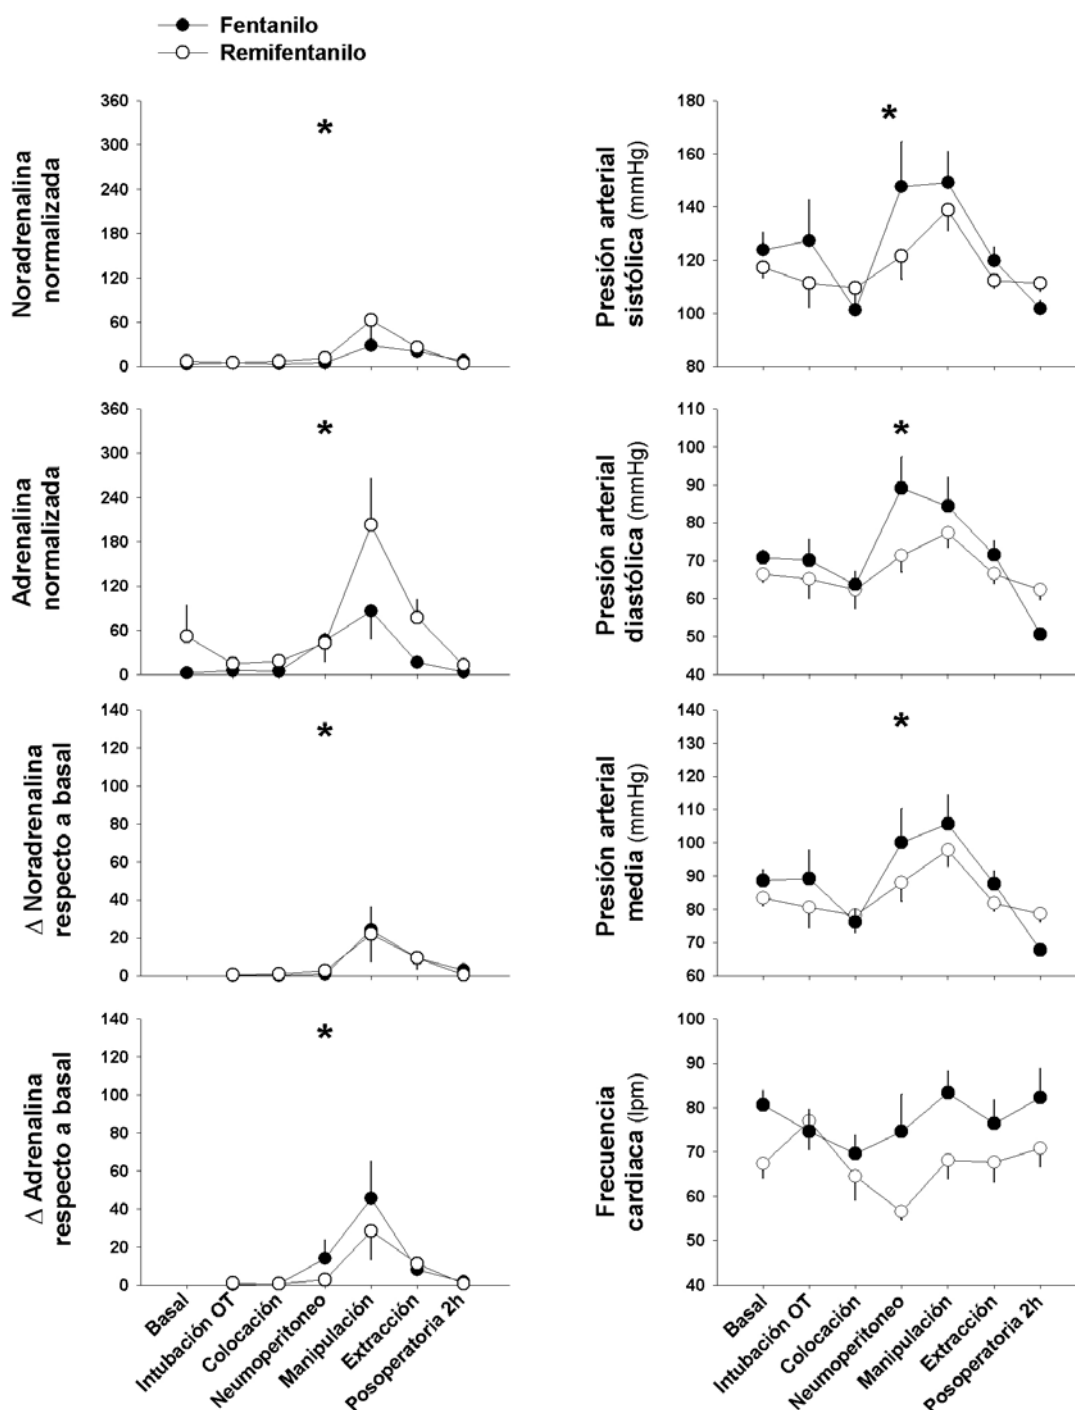 Fentanilo
Remifentanilo
Noradrenalina
normalizada
360
300
240
180
120
60
0
*
Presión arterial
sistólica (mmHg)
180
160
140
120
100
80
*
Adrenalina
normalizada
360
300
240
180
120
60
0
*
Presión arterial
diastólica (mmHg)
110
100
90
80
70
60
50
40
*
Δ Noradrenalina
respecto a basal
140
120
100
80
60
40
20
0
*
Presión arterial
media (mmHg)
140
130
120
110
100
90
80
70
60
*
Δ Adrenalina
respecto a basal
140
120
100
80
60
40
20
0
*
Basal
Intubación OT
Colocación
Neumoperitoneo
Manipulación
Extracción
Posoperatoria 2h
Frecuencia
cardiaca (lpm)
100
90
80
70
60
50
40
Basal
Intubación OT
Colocación
Neumoperitoneo
Manipulación
Extracción
Posoperatoria 2h